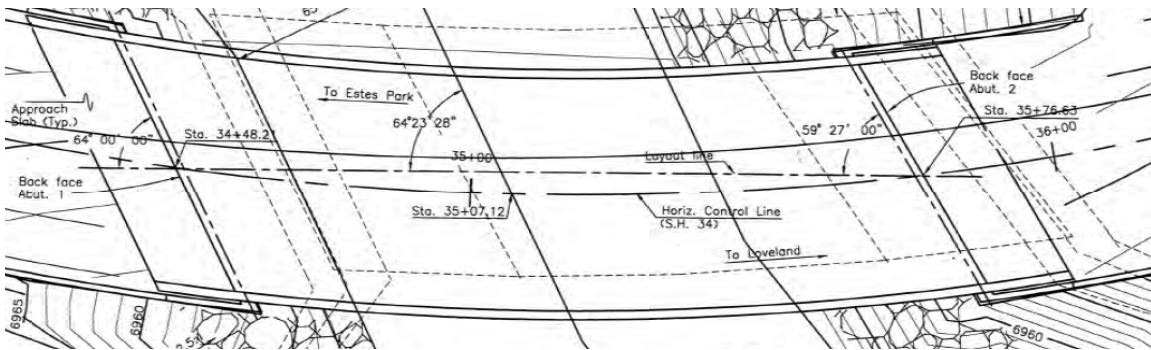 To Estes Park
Back face
Abut. 2
Approach
Slab (Typ.)
64° 00' 00"
Sta. 34+48.2
64°23'28"
59° 27' 00"
Sta. 35+76.63
36+00
35+00
Layout line
Back face
Abut. 1
Sta. 35+07.12
Horiz. Control Line
(S.H. 34)
To Loveland
6965
6960
6960